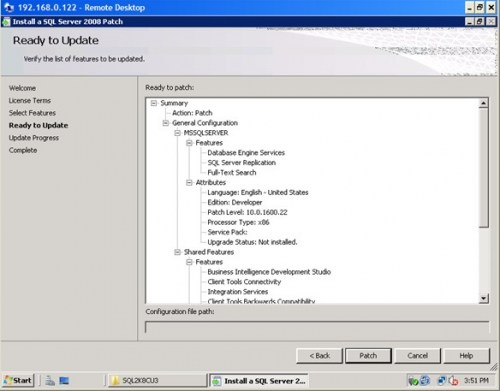 192.168.0.122 - Remote Desktop
Install a SQL Server 2008 Patch
Ready to Update
Verify the list of features to be updated.
Welcome
License Terms
Select Features
Ready to Update
Update Progress
Complete
Ready to patch:
Summary
Action: Patch
General Configuration
MSSQLSERVER
Features
Database Engine Services
SQL Server Replication
Full-Text Search
Attributes
Language: English - United States
Edition: Developer
Patch Level: 10.0.1600.22
Processor Type: x86
Service Pack:
Upgrade Status: Not installed.
Shared Features
Features
Business Intelligence Development Studio
Client Tools Connectivity
Integration Services
Client Tools Backwards Compatibility
Configuration file path:
< Back
Patch
Cancel
Help
Start
SQL2K8CU3
Install a SQL Server 2...
3:51 PM